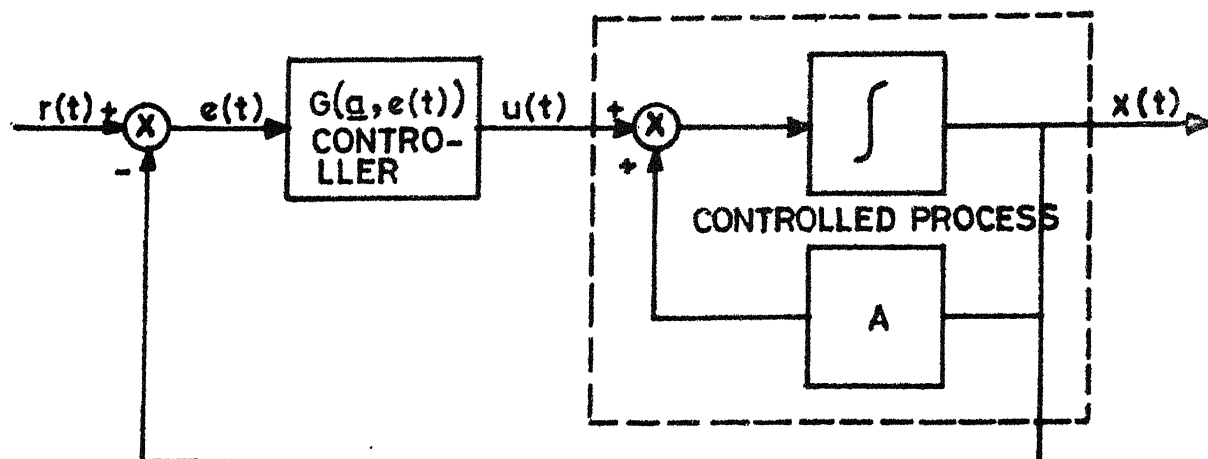 r(t) + e(t) G(a,e(t)) u(t) + x(t)
X X ∫
CONTRO-
LLER
- +
CONTROLLED PROCESS
A